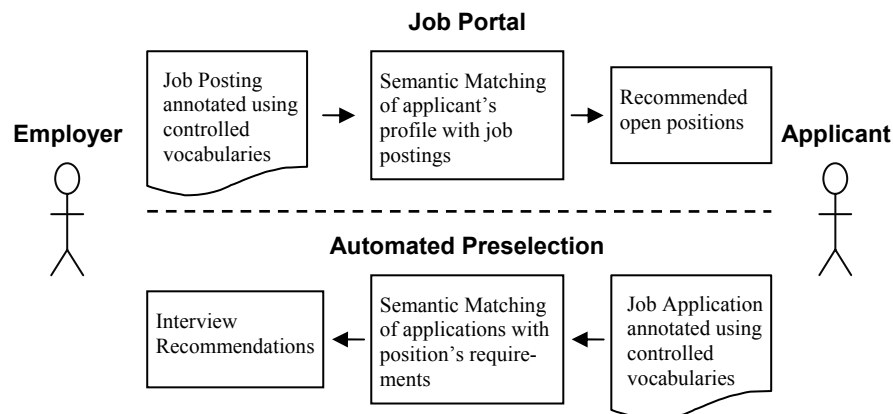 Job Portal
Employer
Job Posting
annotated using
controlled
vocabularies
Semantic Matching
of applicant's
profile with job
postings
Recommended
open positions
Applicant
Automated Preselection
Interview
Recommendations
Semantic Matching
of applications with
position's require-
ments
Job Application
annotated using
controlled
vocabularies